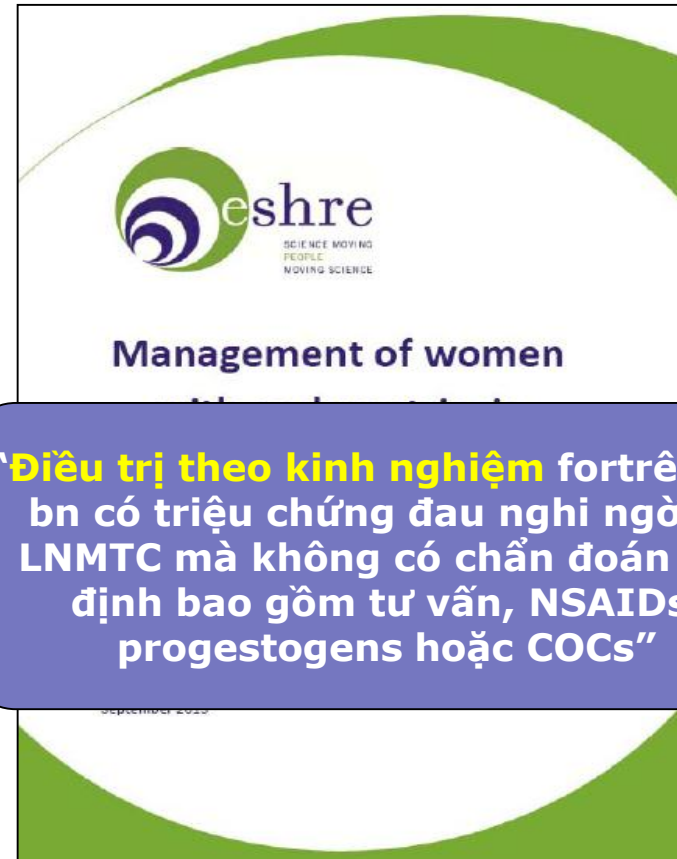 eshre
SCIENCE MOVING
PEOPLE
MOVING SCIENCE
Management of women
“Điều trị theo kinh nghiệm fortrê
bn có triệu chứng đau nghi ngờ
LNMTC mà không có chẩn đoán
định bao gồm tư vấn, NSAIDs
progestogens hoặc COCs”